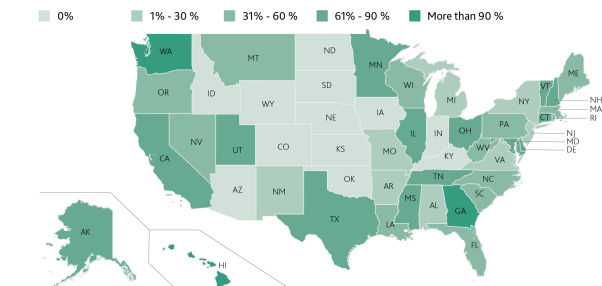 0% 1% - 30 % 31% - 60 % 61% - 90 % More than 90 %
WA
MT
ND
MN
ME
VT
OR
ID
SD
WI
NY
NH
MA
RI
CT
WY
MI
IA
PA
NE
NJ
MD
DE
NV
UT
CO
IL
IN
OH
CA
KS
MO
WV
VA
KY
TN
NC
AZ
NM
OK
AR
SC
MS
AL
GA
TX
LA
AK
FL
HI